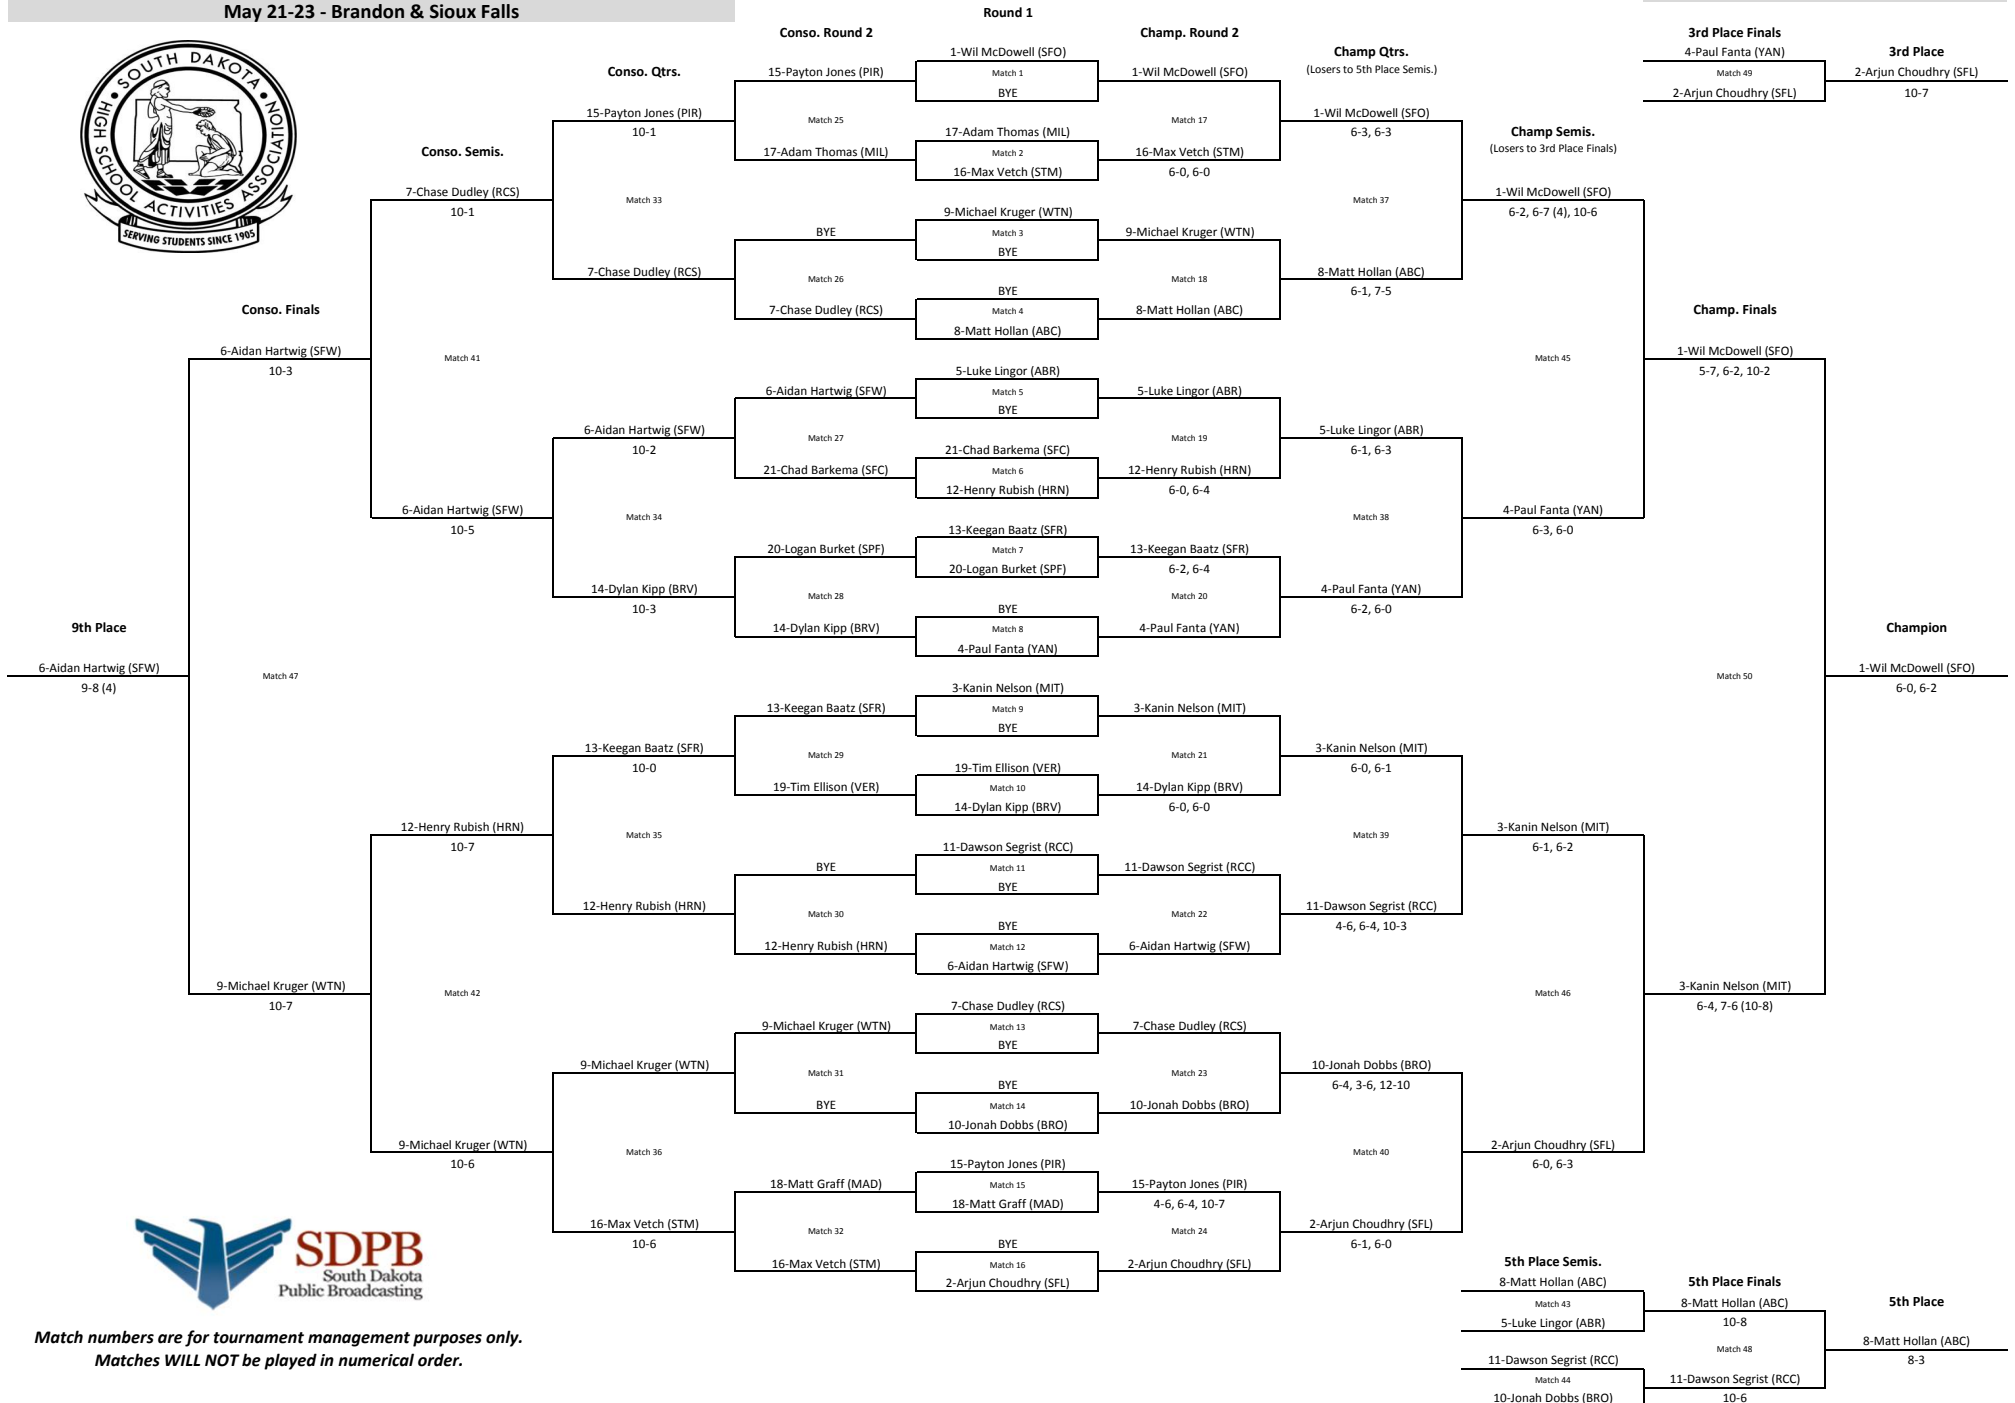 May 21-23 - Brandon & Sioux Falls
SOUTH DAKOTA
HIGH SCHOOL ACTIVITIES ASSOCIATION
SERVING STUDENTS SINCE 1905
9th Place
6-Aidan Hartwig (SFW)
9-8 (4)
Match 47
Conso. Finals
6-Aidan Hartwig (SFW)
10-3
9-Michael Kruger (WTN)
10-7
Conso. Semis.
7-Chase Dudley (RCS)
10-1
Match 41
6-Aidan Hartwig (SFW)
10-5
12-Henry Rubish (HRN)
10-7
Match 42
9-Michael Kruger (WTN)
10-6
Conso. Qtrs.
15-Payton Jones (PIR)
10-1
Match 33
7-Chase Dudley (RCS)
6-Aidan Hartwig (SFW)
10-2
Match 34
14-Dylan Kipp (BRV)
10-3
13-Keegan Baatz (SFR)
10-0
Match 35
12-Henry Rubish (HRN)
9-Michael Kruger (WTN)
Match 36
16-Max Vetch (STM)
10-6
Conso. Round 2
15-Payton Jones (PIR)
Match 25
17-Adam Thomas (MIL)
BYE
Match 26
7-Chase Dudley (RCS)
6-Aidan Hartwig (SFW)
Match 27
21-Chad Barkema (SFC)
20-Logan Burket (SPF)
Match 28
14-Dylan Kipp (BRV)
13-Keegan Baatz (SFR)
Match 29
19-Tim Ellison (VER)
BYE
Match 30
12-Henry Rubish (HRN)
9-Michael Kruger (WTN)
Match 31
BYE
18-Matt Graff (MAD)
Match 32
16-Max Vetch (STM)
Round 1
1-Wil McDowell (SFO)
Match 1
BYE
17-Adam Thomas (MIL)
Match 2
16-Max Vetch (STM)
9-Michael Kruger (WTN)
Match 3
BYE
BYE
Match 4
8-Matt Hollan (ABC)
5-Luke Lingor (ABR)
Match 5
BYE
21-Chad Barkema (SFC)
Match 6
12-Henry Rubish (HRN)
13-Keegan Baatz (SFR)
Match 7
20-Logan Burket (SPF)
BYE
Match 8
4-Paul Fanta (YAN)
3-Kanin Nelson (MIT)
Match 9
BYE
19-Tim Ellison (VER)
Match 10
14-Dylan Kipp (BRV)
11-Dawson Segrist (RCC)
Match 11
BYE
BYE
Match 12
6-Aidan Hartwig (SFW)
7-Chase Dudley (RCS)
Match 13
BYE
BYE
Match 14
10-Jonah Dobbs (BRO)
15-Payton Jones (PIR)
Match 15
18-Matt Graff (MAD)
BYE
Match 16
2-Arjun Choudhry (SFL)
Champ. Round 2
1-Wil McDowell (SFO)
Match 17
16-Max Vetch (STM)
6-0, 6-0
9-Michael Kruger (WTN)
Match 18
8-Matt Hollan (ABC)
5-Luke Lingor (ABR)
Match 19
12-Henry Rubish (HRN)
6-0, 6-4
13-Keegan Baatz (SFR)
6-2, 6-4
Match 20
4-Paul Fanta (YAN)
3-Kanin Nelson (MIT)
Match 21
14-Dylan Kipp (BRV)
6-0, 6-0
11-Dawson Segrist (RCC)
Match 22
6-Aidan Hartwig (SFW)
7-Chase Dudley (RCS)
Match 23
10-Jonah Dobbs (BRO)
15-Payton Jones (PIR)
4-6, 6-4, 10-7
Match 24
2-Arjun Choudhry (SFL)
Champ Qtrs.
(Losers to 5th Place Semis.)
1-Wil McDowell (SFO)
6-3, 6-3
Match 37
8-Matt Hollan (ABC)
6-1, 7-5
5-Luke Lingor (ABR)
6-1, 6-3
Match 38
4-Paul Fanta (YAN)
6-2, 6-0
3-Kanin Nelson (MIT)
6-0, 6-1
Match 39
11-Dawson Segrist (RCC)
4-6, 6-4, 10-3
10-Jonah Dobbs (BRO)
6-4, 3-6, 12-10
Match 40
2-Arjun Choudhry (SFL)
6-1, 6-0
Champ Semis.
(Losers to 3rd Place Finals)
1-Wil McDowell (SFO)
6-2, 6-7 (4), 10-6
Match 45
4-Paul Fanta (YAN)
6-3, 6-0
3-Kanin Nelson (MIT)
6-1, 6-2
Match 46
2-Arjun Choudhry (SFL)
6-0, 6-3
Champ. Finals
1-Wil McDowell (SFO)
5-7, 6-2, 10-2
Match 50
3-Kanin Nelson (MIT)
6-4, 7-6 (10-8)
Champion
1-Wil McDowell (SFO)
6-0, 6-2
3rd Place Finals
4-Paul Fanta (YAN)
Match 49
2-Arjun Choudhry (SFL)
3rd Place
2-Arjun Choudhry (SFL)
10-7
5th Place Semis.
8-Matt Hollan (ABC)
Match 43
5-Luke Lingor (ABR)
11-Dawson Segrist (RCC)
Match 44
10-Jonah Dobbs (BRO)
5th Place Finals
8-Matt Hollan (ABC)
10-8
Match 48
11-Dawson Segrist (RCC)
10-6
5th Place
8-Matt Hollan (ABC)
8-3
SDPB
South Dakota
Public Broadcasting
Match numbers are for tournament management purposes only.
Matches WILL NOT be played in numerical order.